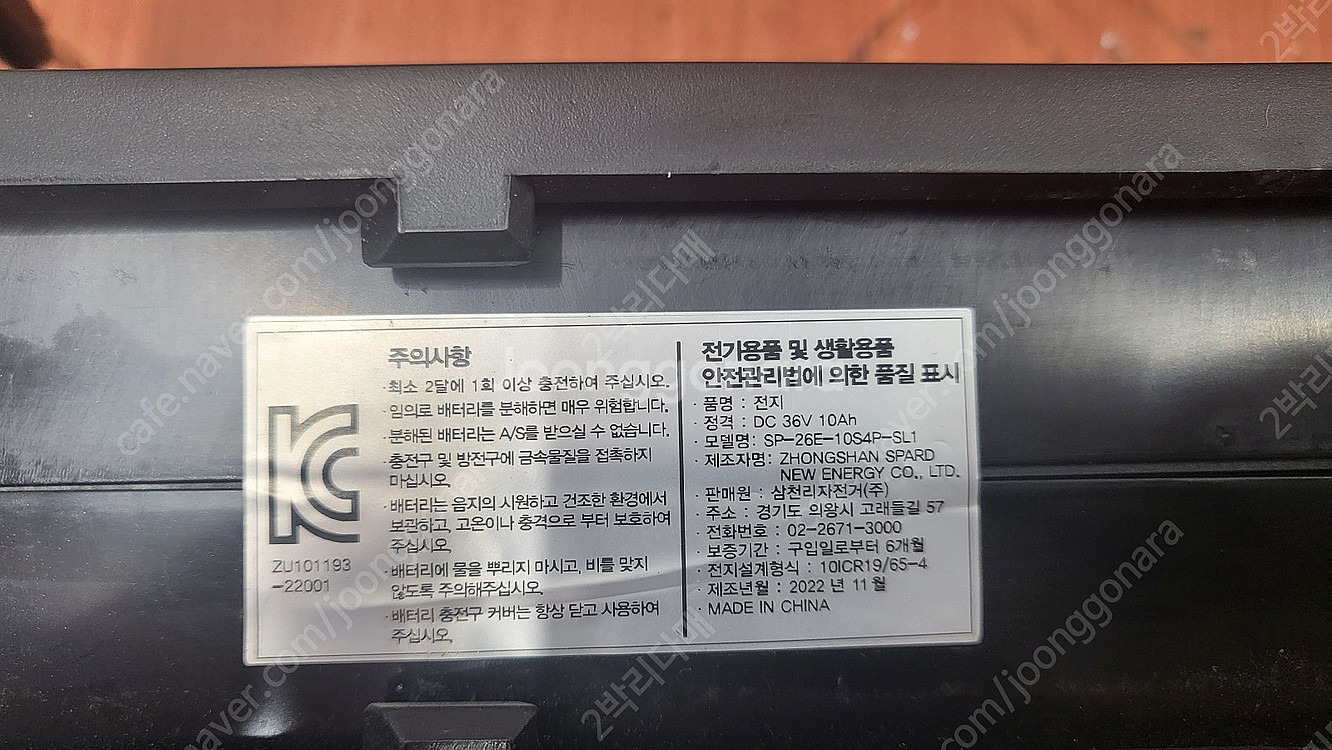 주의사항
·최소 2달에 1회 이상 충전하여 주십시오.
·임의로 배터리를 분해하면 매우 위험합니다.
·분해된 배터리는 A/S를 받으실 수 없습니다.
·충전구 및 방전구에 금속물질을 접촉하지
마십시오.
·배터리는 음지의 시원하고 건조한 환경에서
보관하고, 고온이나 충격으로 부터 보호하여
주십시오.
·배터리에 물을 뿌리지 마시고, 비를 맞지
않도록 주의해주십시오.
·배터리 충전구 커버는 항상 닫고 사용하여
주십시오.
KC
ZU101193
-22001
전기용품 및 생활용품
안전관리법에 의한 품질 표시
· 품명 : 전지
· 정격 : DC 36V 10Ah
· 모델명: SP-26E-10S4P-SL1
· 제조자명: ZHONGSHAN SPARD
NEW ENERGY CO., LTD.
· 판매원 : 삼천리자전거(주)
· 주소 : 경기도 의왕시 고래들길 57
· 전화번호 : 02-2671-3000
· 보증기간 : 구입일로부터 6개월
· 전지설계형식 : 10ICR19/65-4
· 제조년월 : 2022 년 11월
· MADE IN CHINA
cafe.naver.com/joonggonara
cafe.naver.com/joonggonara
joonggonara